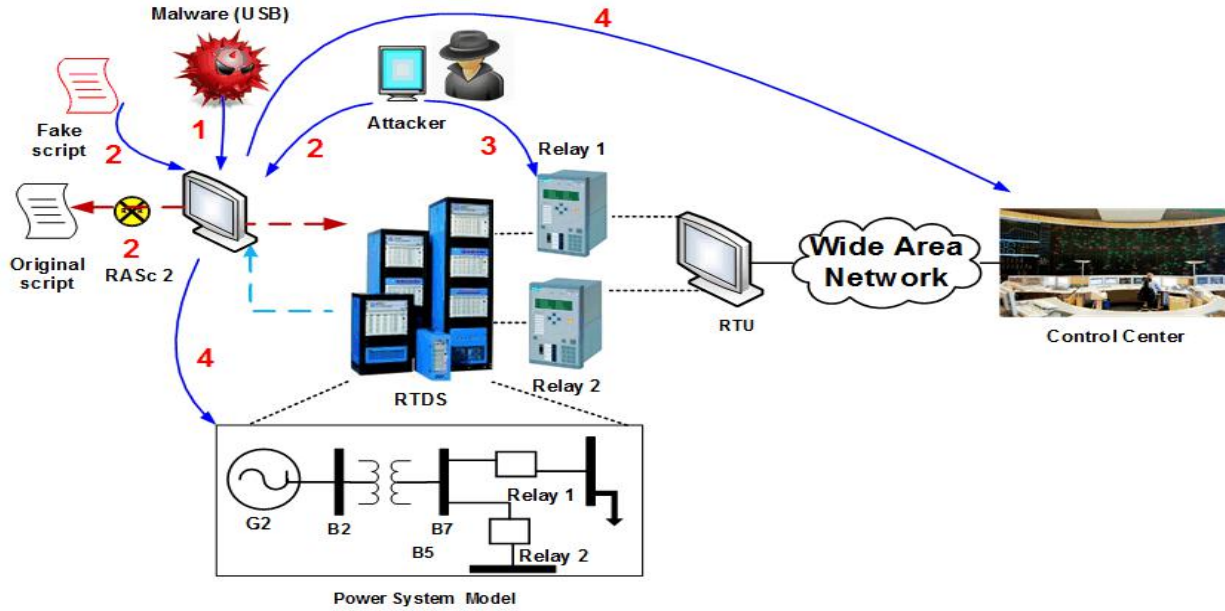 Malware (USB)
4
Fake
script
2
1
Attacker
2
3
Relay 1
Original
script
2
RASc 2
4
RTDS
Relay 2
RTU
Wide Area
Network
Control Center
G2
B2
B7
B5
Relay 1
Relay 2
Power System Model